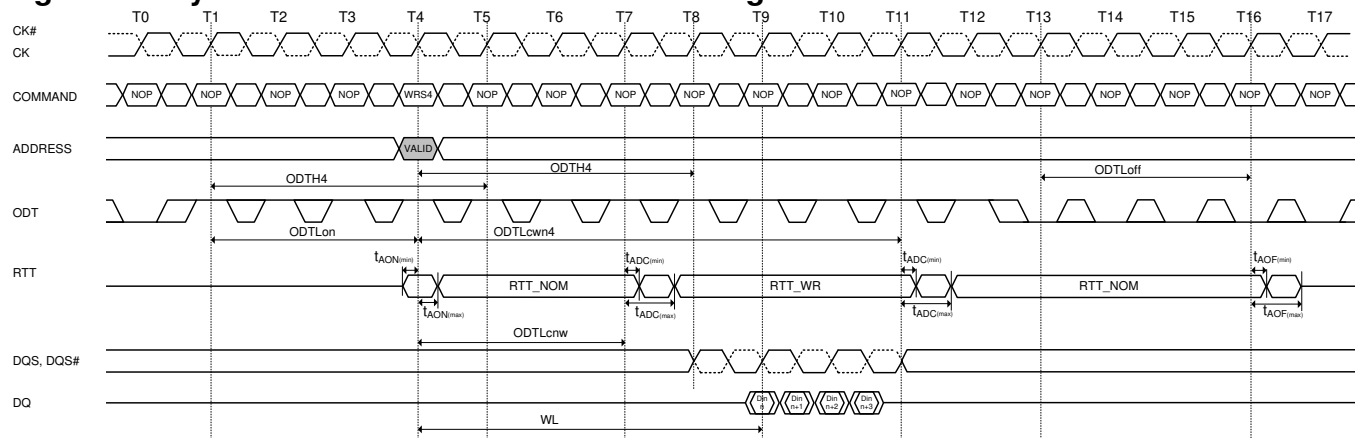 T0 T1 T2 T3 T4 T5 T6 T7 T8 T9 T10 T11 T12 T13 T14 T15 T16 T17
CK#
CK
COMMAND NOP NOP NOP NOP WRS4 NOP NOP NOP NOP NOP NOP NOP NOP NOP NOP NOP NOP NOP
ADDRESS VALID
ODTH4 ODTH4 ODTLoff
ODT
ODTLon ODTLcwn4
tAON(min) tADC(min) tADC(min) tAOF(min)
RTT RTT_NOM RTT_WR RTT_NOM
tAON(max) tADC(max) tADC(max) tAOF(max)
ODTLcnw
DQS, DQS#
DQ Din n Din n+1 Din n+2 Din n+3
WL